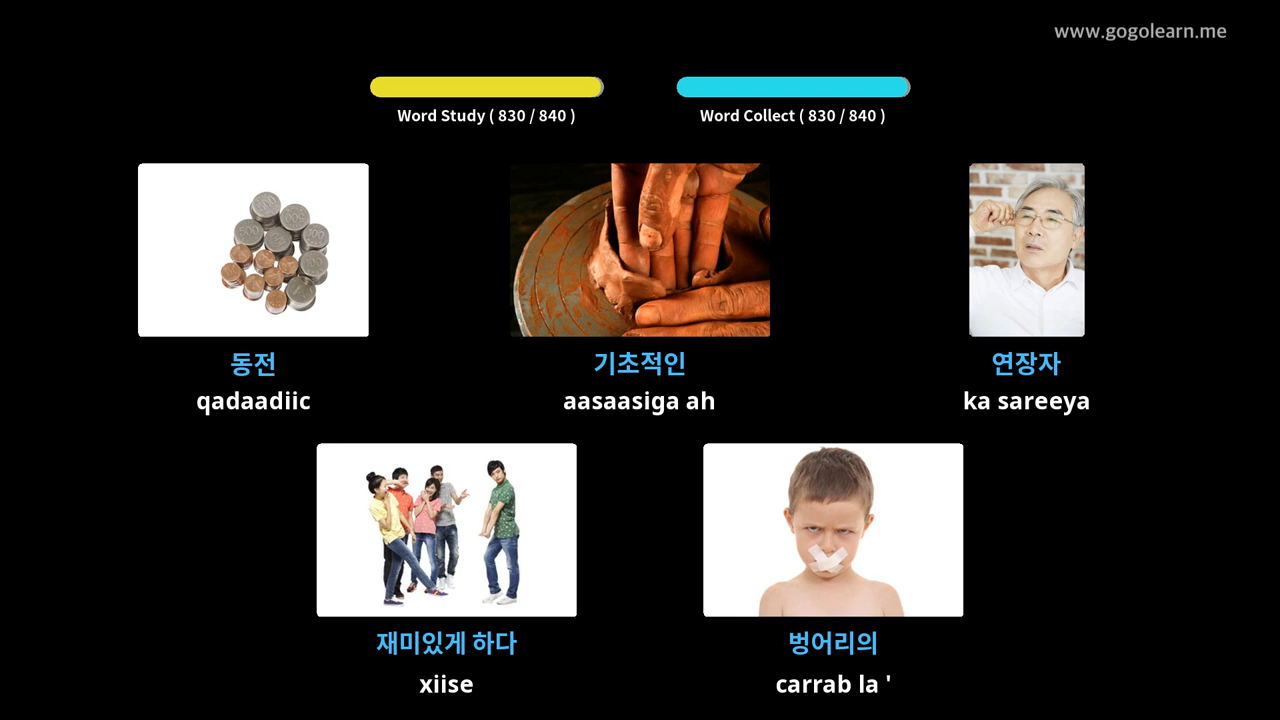 www.gogolearn.me
Word Study ( 830 / 840 )
Word Collect ( 830 / 840 )
동전
기초적인
연장자
qadaadiic
aasaasiga ah
ka sareeya
재미있게 하다
벙어리의
xiise
carrab la '